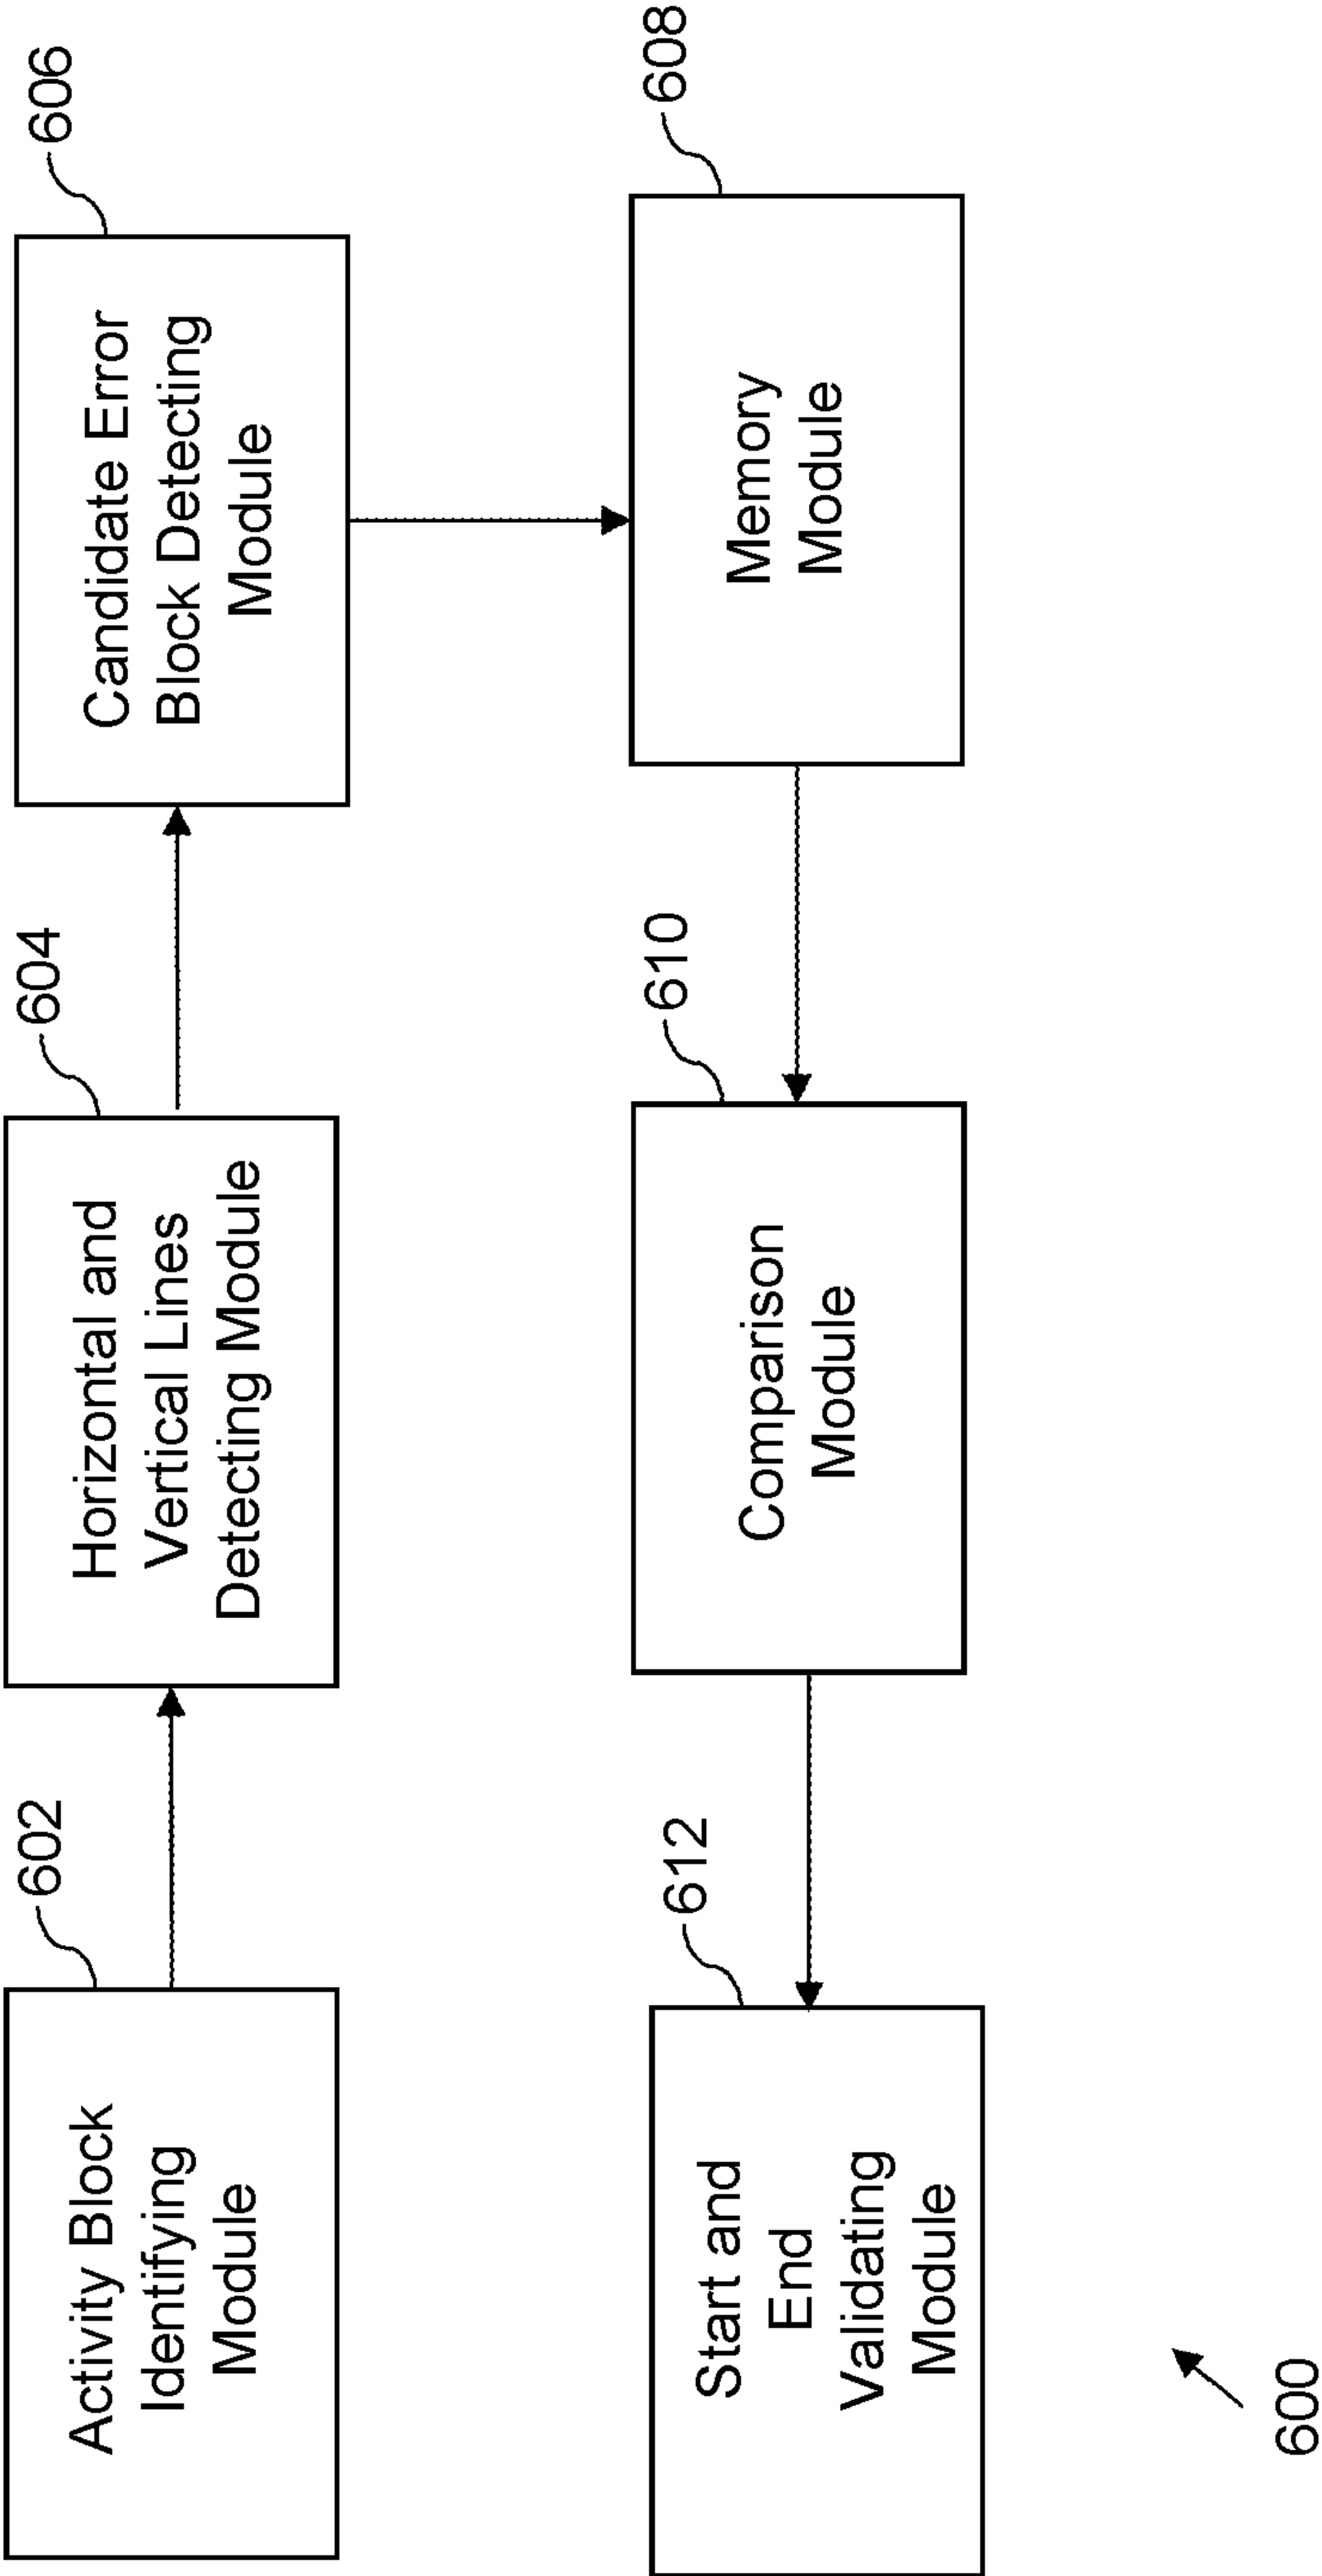 602
Activity Block
Identifying
Module
604
Horizontal and
Vertical Lines
Detecting Module
606
Candidate Error
Block Detecting
Module
612
Start and
End
Validating
Module
610
Comparison
Module
608
Memory
Module
600